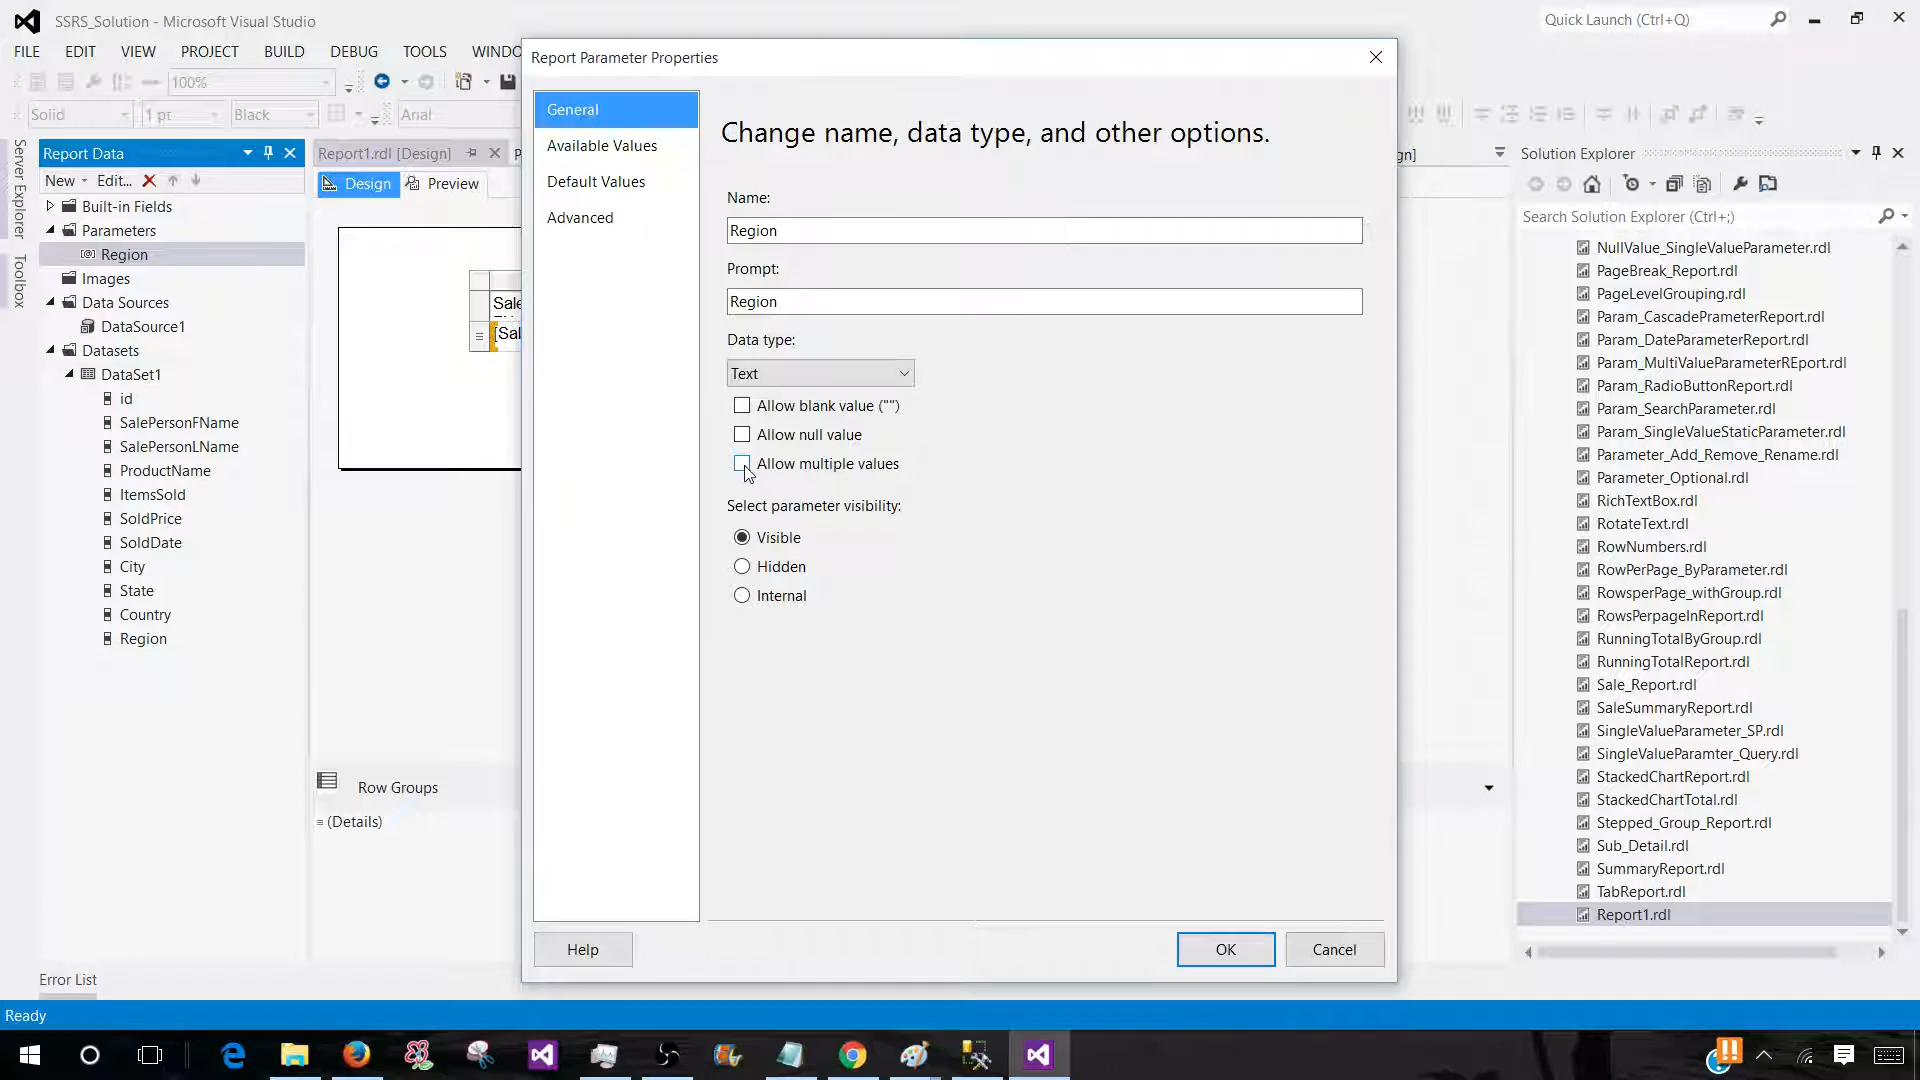 SSRS_Solution - Microsoft Visual Studio
Quick Launch (Ctrl+Q)
FILE EDIT VIEW PROJECT BUILD DEBUG TOOLS WINDO
100%
Solid 1 pt Black Arial
Server Explorer
Toolbox
Report Data
New Edit...
Built-in Fields
Parameters
Region
Images
Data Sources
DataSource1
Datasets
DataSet1
id
SalePersonFName
SalePersonLName
ProductName
ItemsSold
SoldPrice
SoldDate
City
State
Country
Region
Report1.rdl [Design]
Design Preview
Sale
[Sal
Row Groups
(Details)
Report Parameter Properties
General
Available Values
Default Values
Advanced
Change name, data type, and other options.
Name:
Region
Prompt:
Region
Data type:
Text
Allow blank value ("")
Allow null value
Allow multiple values
Select parameter visibility:
Visible
Hidden
Internal
Help OK Cancel
gn]
Solution Explorer
Search Solution Explorer (Ctrl+;)
NullValue_SingleValueParameter.rdl
PageBreak_Report.rdl
PageLevelGrouping.rdl
Param_CascadePrameterReport.rdl
Param_DateParameterReport.rdl
Param_MultiValueParameterREport.rdl
Param_RadioButtonReport.rdl
Param_SearchParameter.rdl
Param_SingleValueStaticParameter.rdl
Parameter_Add_Remove_Rename.rdl
Parameter_Optional.rdl
RichTextBox.rdl
RotateText.rdl
RowNumbers.rdl
RowPerPage_ByParameter.rdl
RowsperPage_withGroup.rdl
RowsPerpageInReport.rdl
RunningTotalByGroup.rdl
RunningTotalReport.rdl
Sale_Report.rdl
SaleSummaryReport.rdl
SingleValueParameter_SP.rdl
SingleValueParamter_Query.rdl
StackedChartReport.rdl
StackedChartTotal.rdl
Stepped_Group_Report.rdl
Sub_Detail.rdl
SummaryReport.rdl
TabReport.rdl
Report1.rdl
Error List
Ready